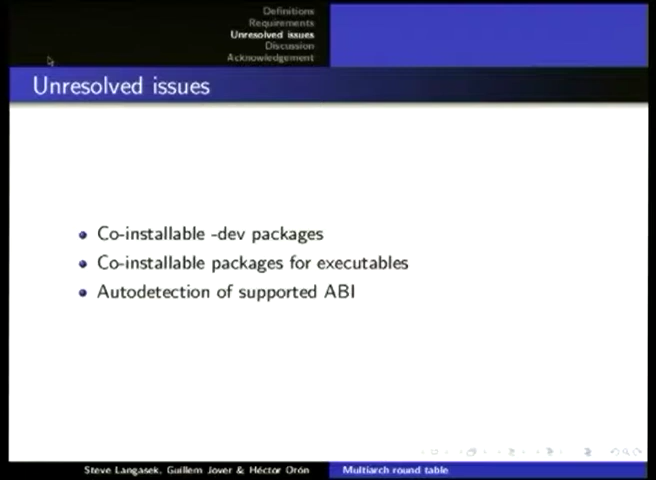 Definitions
Requirements
Unresolved issues
Discussion
Acknowledgement
Unresolved issues
Co-installable -dev packages
Co-installable packages for executables
Autodetection of supported ABI
Steve Langasek, Guillem Jover & Héctor Orón
Multiarch round table